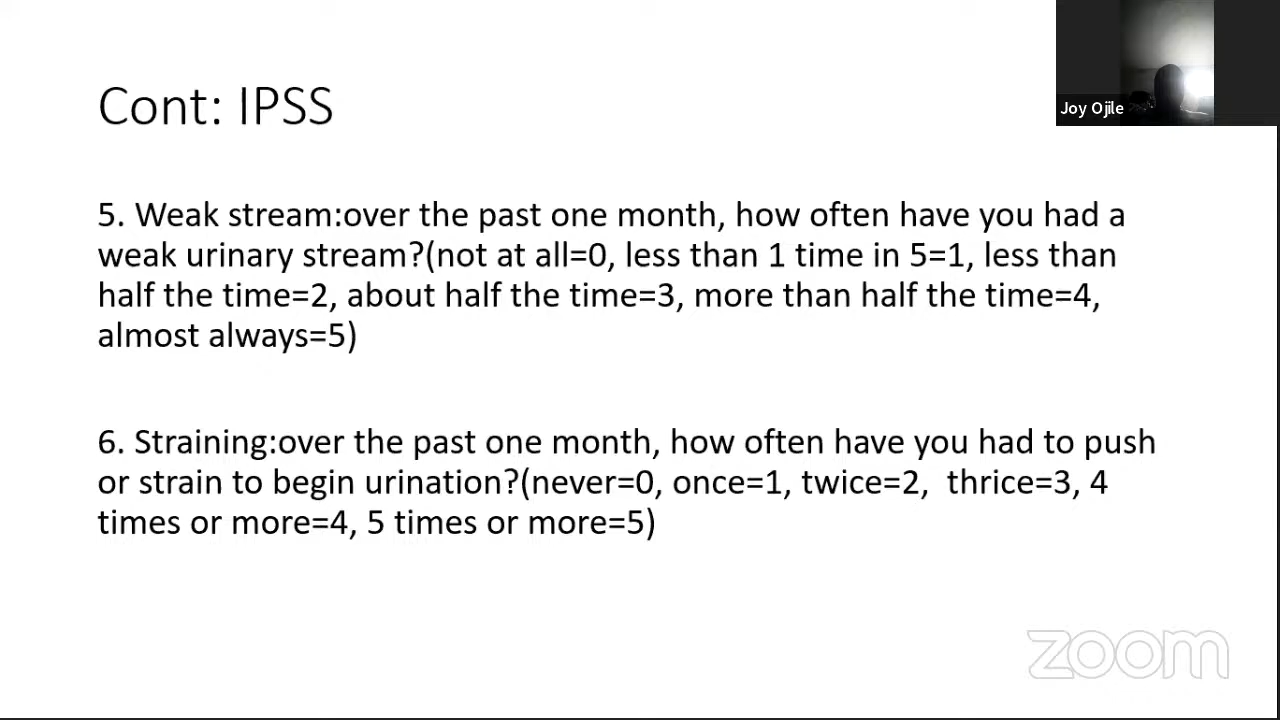 Cont: IPSS
Joy Ojile
5. Weak stream:over the past one month, how often have you had a
weak urinary stream?(not at all=0, less than 1 time in 5=1, less than
half the time=2, about half the time=3, more than half the time=4,
almost always=5)
6. Straining:over the past one month, how often have you had to push
or strain to begin urination?(never=0, once=1, twice=2,  thrice=3, 4
times or more=4, 5 times or more=5)
zoom